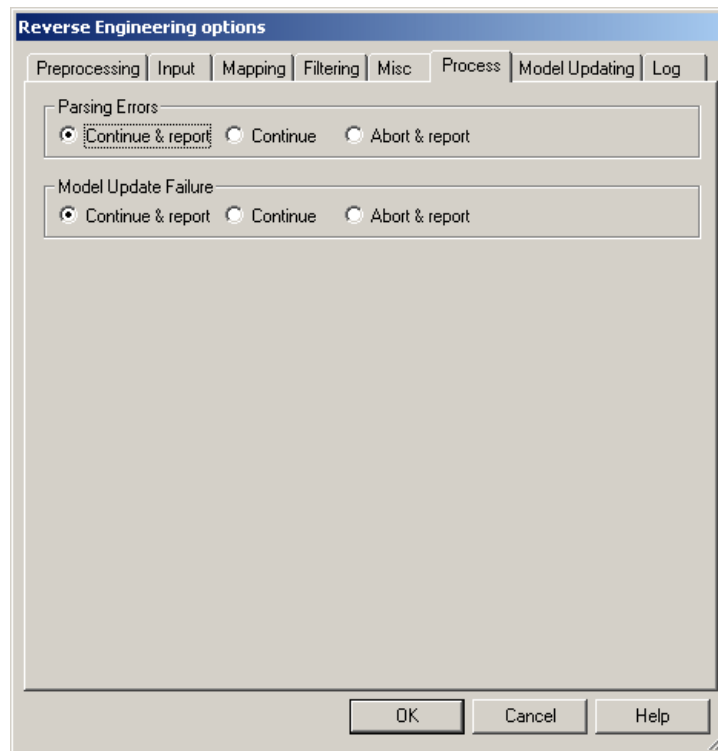 Reverse Engineering options
Preprocessing Input Mapping Filtering Misc Process Model Updating Log
Parsing Errors
Continue & report Continue Abort & report
Model Update Failure
Continue & report Continue Abort & report
OK Cancel Help